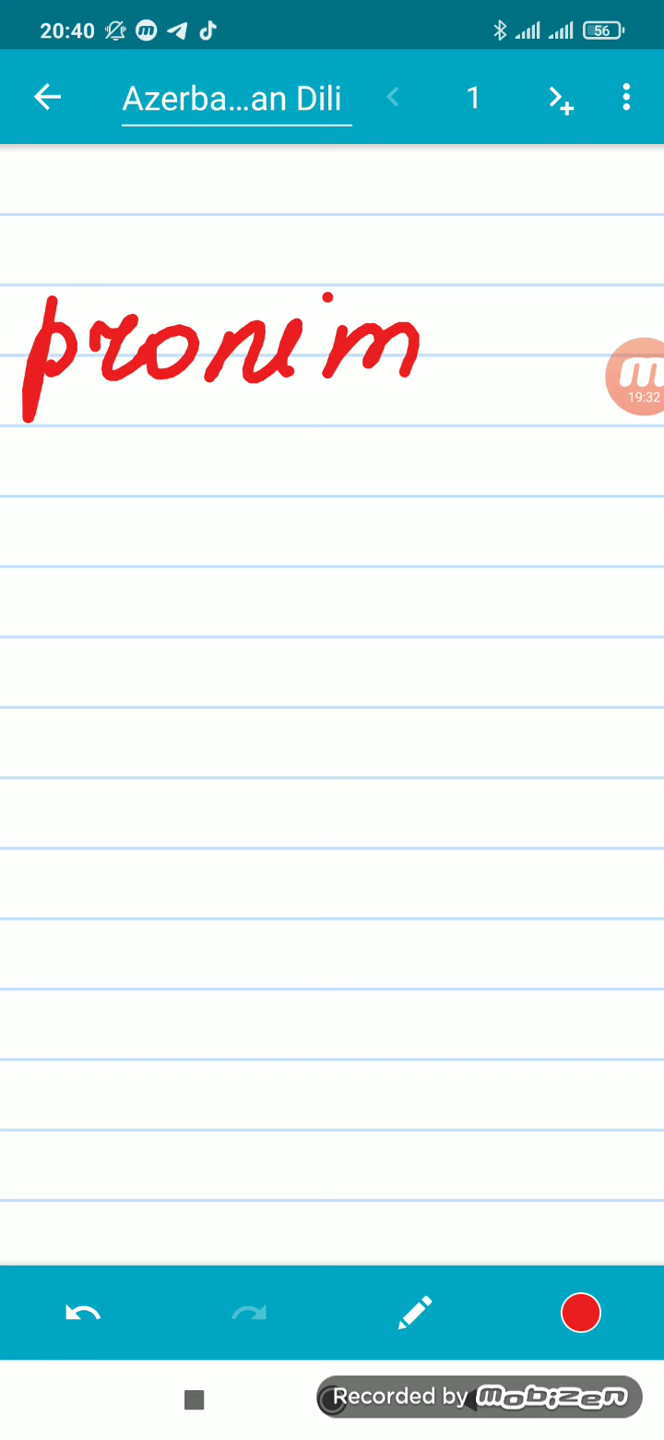 20:40
56
Azerba...an Dili
1
pronim
19:32
Recorded by mobizen